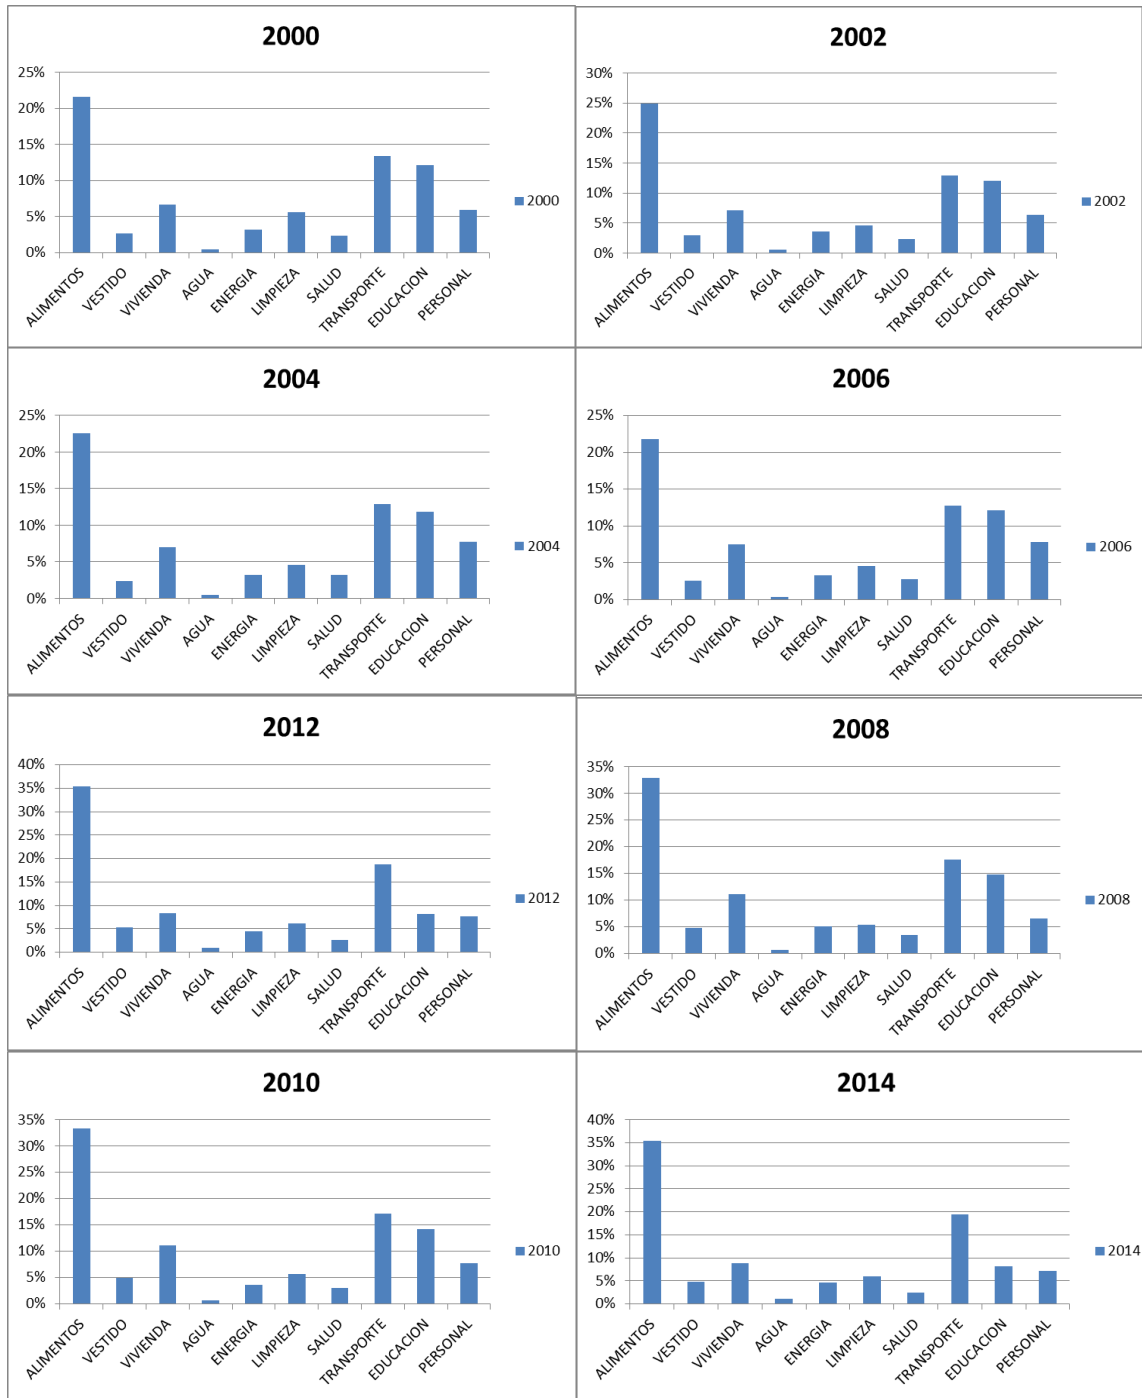 2000
25%
20%
15%
10%
5%
0%
ALIMENTOS
VESTIDO
VIVIENDA
AGUA
ENERGIA
LIMPIEZA
SALUD
TRANSPORTE
EDUCACION
PERSONAL
2000
2002
30%
25%
20%
15%
10%
5%
0%
ALIMENTOS
VESTIDO
VIVIENDA
AGUA
ENERGIA
LIMPIEZA
SALUD
TRANSPORTE
EDUCACION
PERSONAL
2002
2004
25%
20%
15%
10%
5%
0%
ALIMENTOS
VESTIDO
VIVIENDA
AGUA
ENERGIA
LIMPIEZA
SALUD
TRANSPORTE
EDUCACION
PERSONAL
2004
2006
25%
20%
15%
10%
5%
0%
ALIMENTOS
VESTIDO
VIVIENDA
AGUA
ENERGIA
LIMPIEZA
SALUD
TRANSPORTE
EDUCACION
PERSONAL
2006
2012
40%
35%
30%
25%
20%
15%
10%
5%
0%
ALIMENTOS
VESTIDO
VIVIENDA
AGUA
ENERGIA
LIMPIEZA
SALUD
TRANSPORTE
EDUCACION
PERSONAL
2012
2008
35%
30%
25%
20%
15%
10%
5%
0%
ALIMENTOS
VESTIDO
VIVIENDA
AGUA
ENERGIA
LIMPIEZA
SALUD
TRANSPORTE
EDUCACION
PERSONAL
2008
2010
35%
30%
25%
20%
15%
10%
5%
0%
ALIMENTOS
VESTIDO
VIVIENDA
AGUA
ENERGIA
LIMPIEZA
SALUD
TRANSPORTE
EDUCACION
PERSONAL
2010
2014
40%
35%
30%
25%
20%
15%
10%
5%
0%
ALIMENTOS
VESTIDO
VIVIENDA
AGUA
ENERGIA
LIMPIEZA
SALUD
TRANSPORTE
EDUCACION
PERSONAL
2014